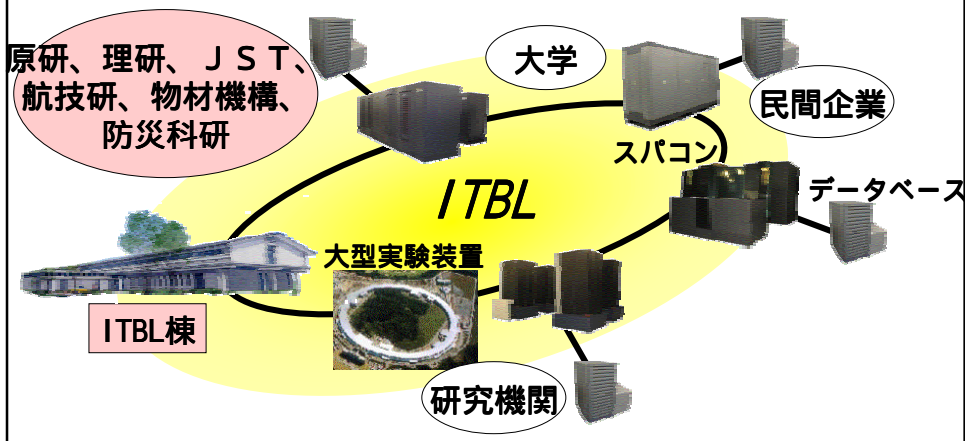 原研、理研、ＪＳＴ、
航技研、物材機構、
防災科研
大学
民間企業
スパコン
データベース
ITBL
大型実験装置
ITBL棟
研究機関